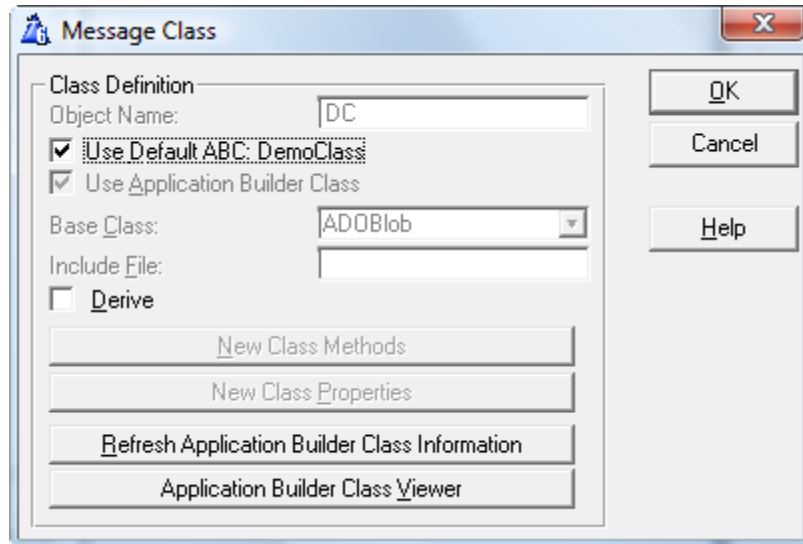 Message Class
Class Definition
Object Name: DC
Use Default ABC: DemoClass
Use Application Builder Class
Base Class: ADOBlob
Include File:
Derive
New Class Methods
New Class Properties
Refresh Application Builder Class Information
Application Builder Class Viewer
OK
Cancel
Help